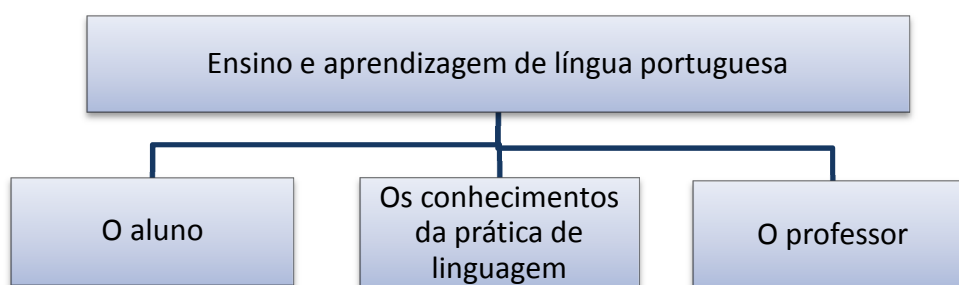 Ensino e aprendizagem de língua portuguesa
O aluno
Os conhecimentos
da prática de
linguagem
O professor